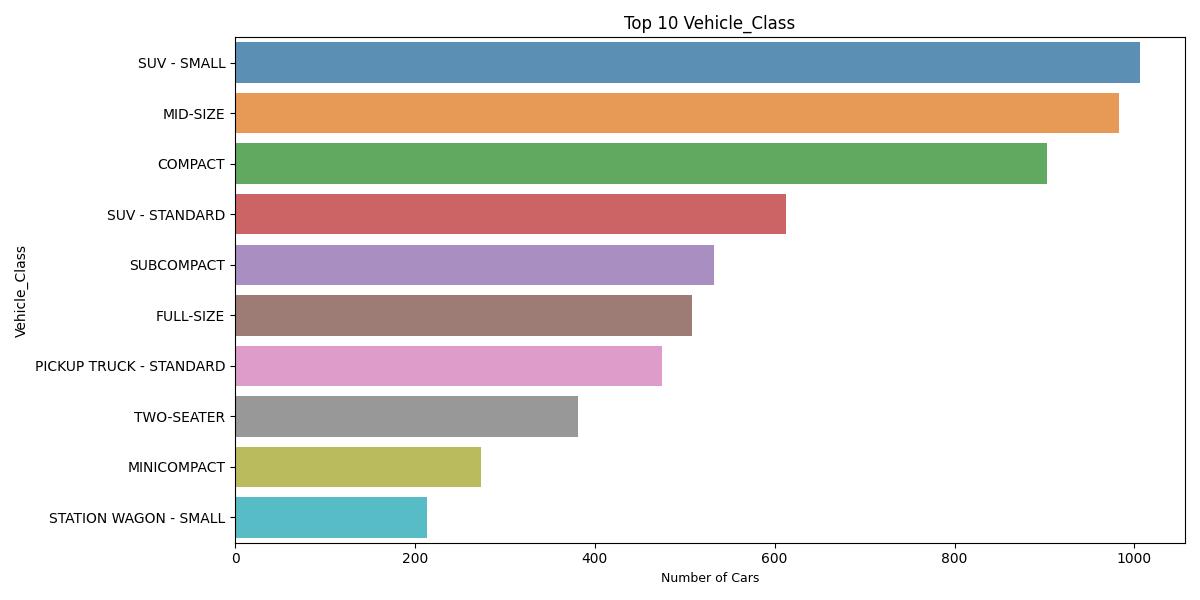 Top 10 Vehicle_Class
Vehicle_Class
SUV - SMALL
MID-SIZE
COMPACT
SUV - STANDARD
SUBCOMPACT
FULL-SIZE
PICKUP TRUCK - STANDARD
TWO-SEATER
MINICOMPACT
STATION WAGON - SMALL
0 200 400 600 800 1000
Number of Cars